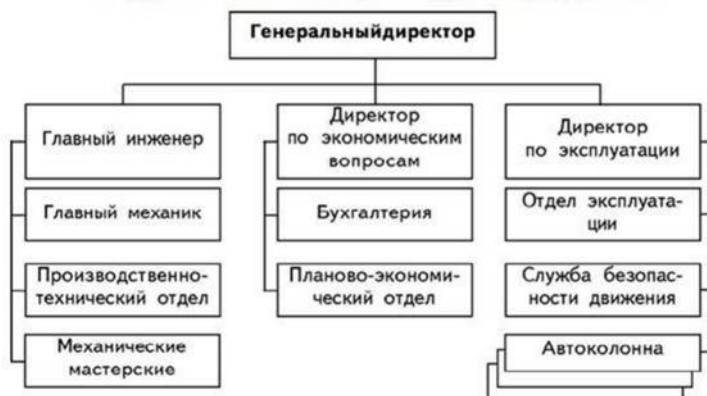 Генеральныйдиректор
Главный инженер
Директор
по экономическим
вопросам
Директор
по эксплуатации
Главный механик
Бухгалтерия
Отдел эксплуата-
ции
Производственно-
технический отдел
Планово-экономи-
ческий отдел
Служба безопас-
ности движения
Механические
мастерские
Автоколонна